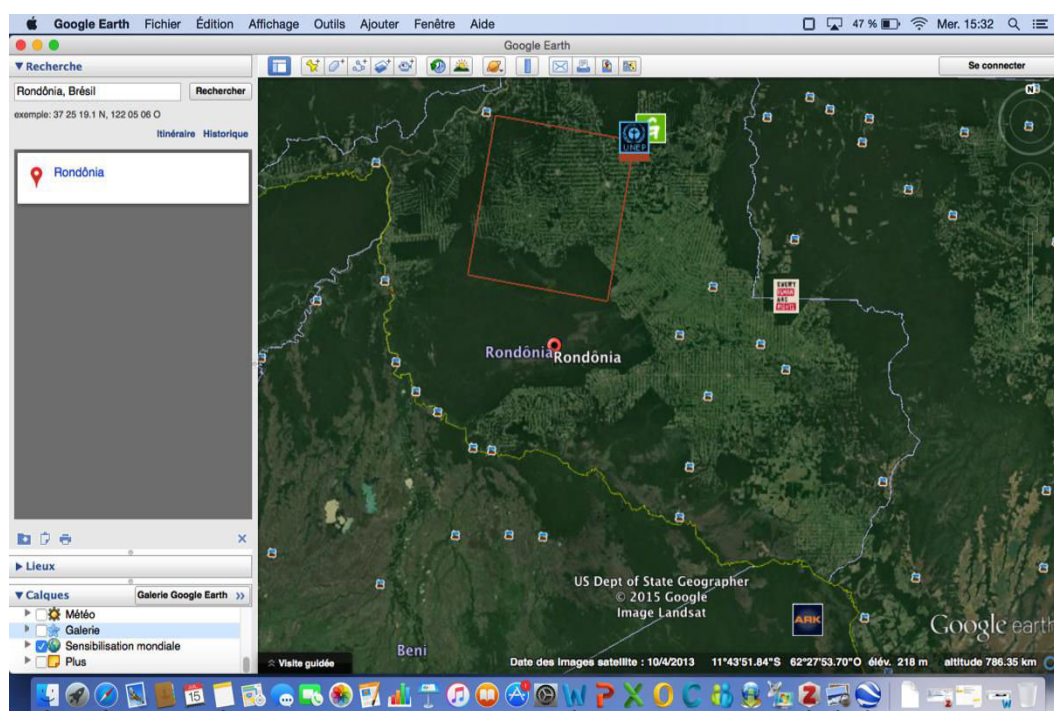 Google Earth Fichier Édition Affichage Outils Ajouter Fenêtre Aide 47 % Mer. 15:32
Google Earth
Recherche
Se connecter
Rondônia, Brésil Rechercher
exemple: 37 25 19.1 N, 122 05 06 O
Itinéraire Historique
Rondônia
N
UNEP
Rondônia Rondônia
Lieux
Calques Galerie Google Earth >>
Météo
Galerie
Sensibilisation mondiale
Plus
US Dept of State Geographer
© 2015 Google
Image Landsat
ARK
Google earth
Beni
Visite guidée
Date des images satellite : 10/4/2013 11°43'51.84"S 62°27'53.70"O élév. 218 m altitude 786.35 km
15